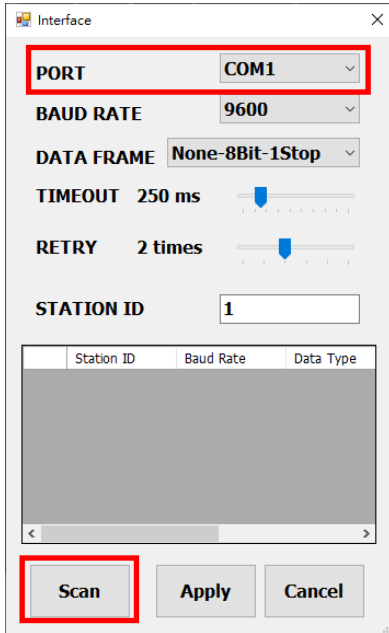 Interface
PORT COM1
BAUD RATE 9600
DATA FRAME None-8Bit-1Stop
TIMEOUT 250 ms
RETRY 2 times
STATION ID 1
Station ID Baud Rate Data Type
Scan Apply Cancel